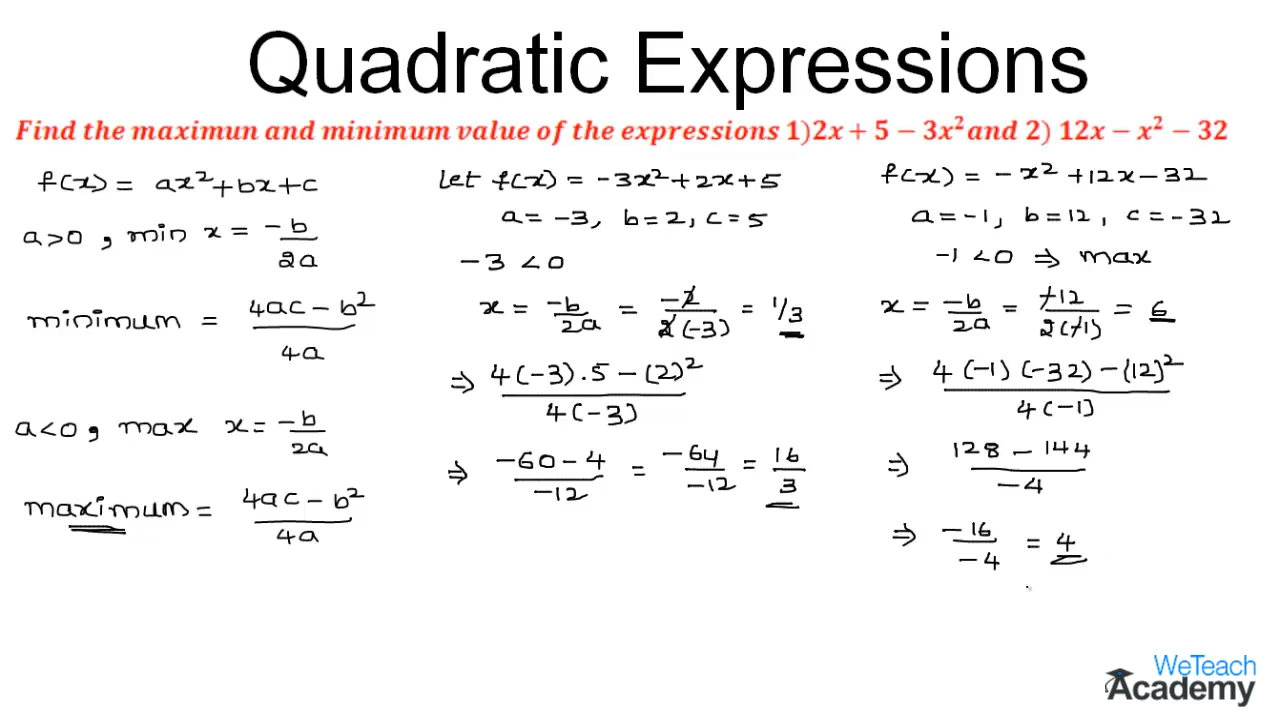 Quadratic Expressions
Find the maximun and minimum value of the expressions 1)2x + 5 − 3x² and 2) 12x − x² − 32
f(x) = ax²+bx+c
a>0, min x = −b/2a
minimum = 4ac − b²/4a
a<0, max x = −b/2a
maximum = 4ac − b²/4a
Let f(x) = −3x²+2x+5
a = −3, b = 2, c = 5
−3 < 0
x = −b/2a = −2/2(−3) = 1/3
⇒ 4(−3).5 − (2)²/4(−3)
⇒ −60 − 4/−12 = −64/−12 = 16/3
f(x) = −x² +12x − 32
a = −1, b = 12, c = −32
−1 < 0 ⇒ max
x = −b/2a = −12/2(−1) = 6
⇒ 4(−1)(−32) − (12)²/4(−1)
⇒ 128 − 144/−4
⇒ −16/−4 = 4
WeTeach
Academy